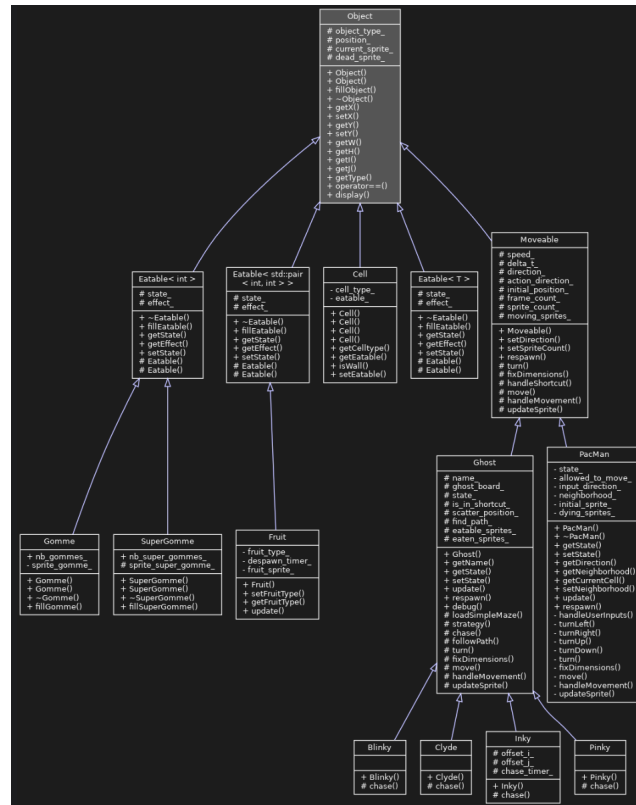 Object
# object_type_
# position_
# current_sprite_
# dead_sprite_
+ Object()
+ Object()
+ fillObject()
+ ~Object()
+ getX()
+ setX()
+ getY()
+ setY()
+ getW()
+ getH()
+ getI()
+ getJ()
+ getType()
+ operator==()
+ display()
Eatable< int >
# state_
# effect_
+ ~Eatable()
+ fillEatable()
+ getState()
+ getEffect()
+ setState()
# Eatable()
# Eatable()
Eatable< std::pair
< int, int > >
# state_
# effect_
+ ~Eatable()
+ fillEatable()
+ getState()
+ getEffect()
+ setState()
# Eatable()
# Eatable()
Cell
- cell_type_
- eatable_
+ Cell()
+ Cell()
+ Cell()
+ Cell()
+ getCelltype()
+ getEatable()
+ isWall()
+ setEatable()
Eatable< T >
# state_
# effect_
+ ~Eatable()
+ fillEatable()
+ getState()
+ getEffect()
+ setState()
# Eatable()
# Eatable()
Moveable
# speed_
# delta_t_
# direction_
# action_direction_
# initial_position_
# frame_count_
# sprite_count_
# moving_sprites_
+ Moveable()
+ setDirection()
+ setSpriteCount()
+ respawn()
# turn()
# fixDimensions()
# handleShortcut()
# move()
# handleMovement()
# updateSprite()
Gomme
+ nb_gommes_
- sprite_gomme_
+ Gomme()
+ Gomme()
+ ~Gomme()
+ fillGomme()
SuperGomme
+ nb_super_gommes_
# sprite_super_gomme_
+ SuperGomme()
+ SuperGomme()
+ ~SuperGomme()
+ fillSuperGomme()
Fruit
- fruit_type_
- despawn_timer_
- fruit_sprite_
+ Fruit()
+ setFruitType()
+ getFruitType()
+ update()
Ghost
# name_
# ghost_board_
# state_
# is_in_shortcut_
# scatter_position_
# find_path_
# eatable_sprites_
# eaten_sprites_
+ Ghost()
+ getName()
+ getState()
+ setState()
+ update()
+ respawn()
+ debug()
# loadSimpleMaze()
# strategy()
# chase()
# followPath()
# turn()
# fixDimensions()
# move()
# handleMovement()
# updateSprite()
PacMan
- state_
- allowed_to_move_
- input_direction_
- neighborhood_
- initial_sprite_
- dying_sprites_
+ PacMan()
+ ~PacMan()
+ getState()
+ setState()
+ getDirection()
+ getNeighborhood()
+ getCurrentCell()
+ setNeighborhood()
+ update()
+ respawn()
- handleUserInputs()
- turnLeft()
- turnRight()
- turnUp()
- turnDown()
- turn()
- fixDimensions()
- move()
- handleMovement()
- updateSprite()
Blinky
+ Blinky()
# chase()
Clyde
+ Clyde()
# chase()
Inky
# offset_i_
# offset_j_
# chase_timer_
+ Inky()
# chase()
Pinky
+ Pinky()
# chase()